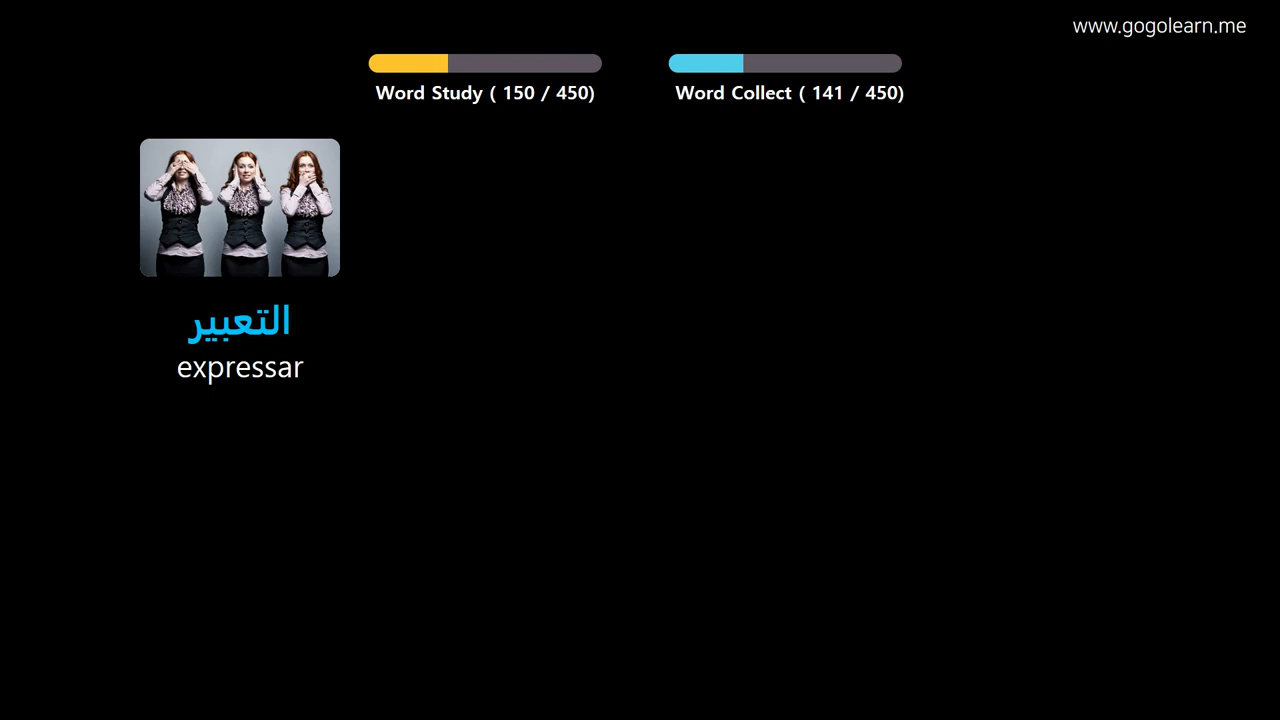 www.gogolearn.me
Word Study ( 150 / 450)
Word Collect ( 141 / 450)
التعبير
expressar